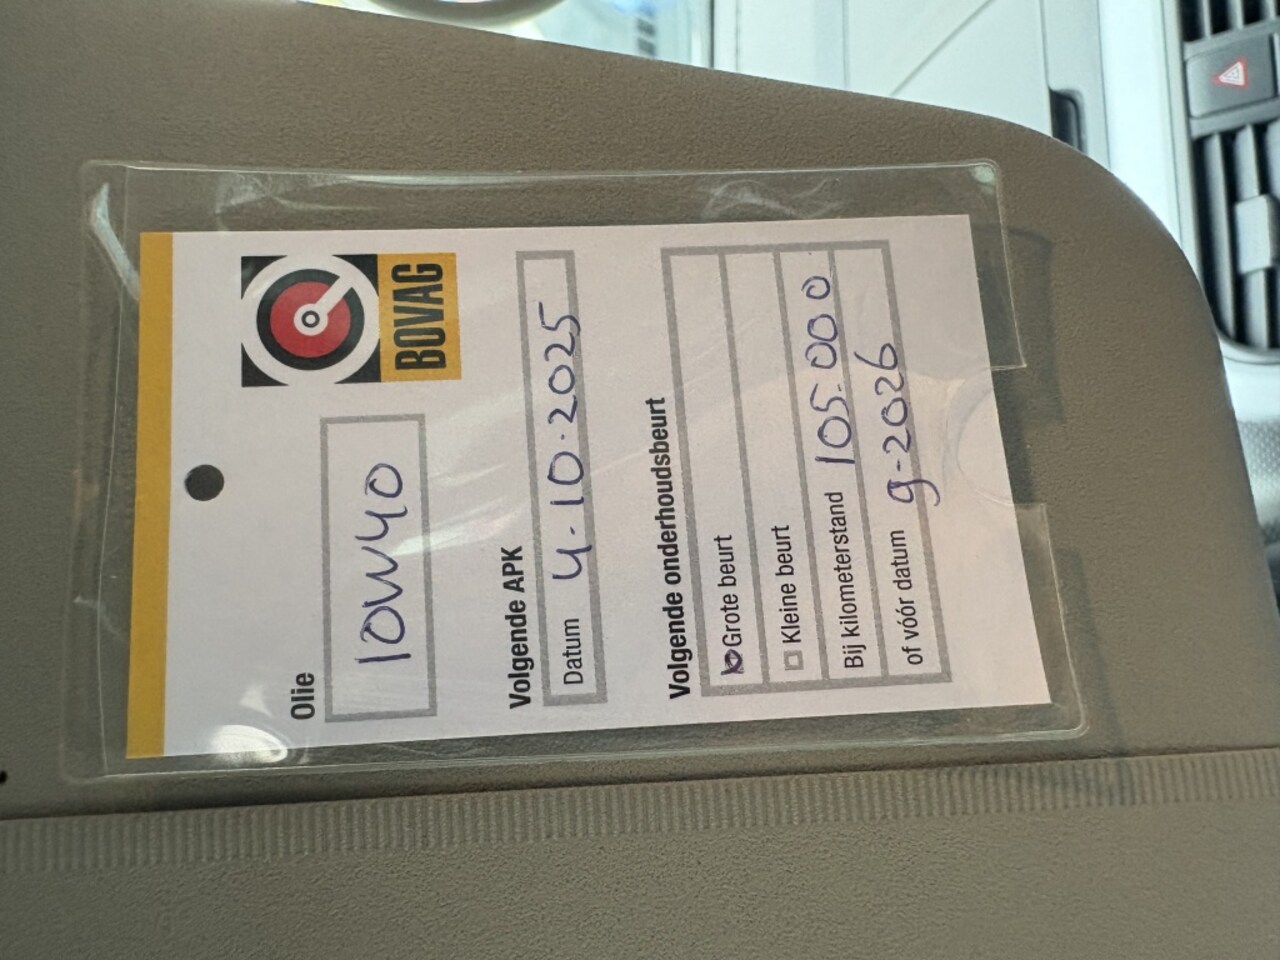 BOVAG
Olie
10W40
Volgende APK
Datum 4-10-2025
Volgende onderhoudsbeurt
Grote beurt
Kleine beurt
Bij kilometerstand 105.000
of vóór datum 9-2026